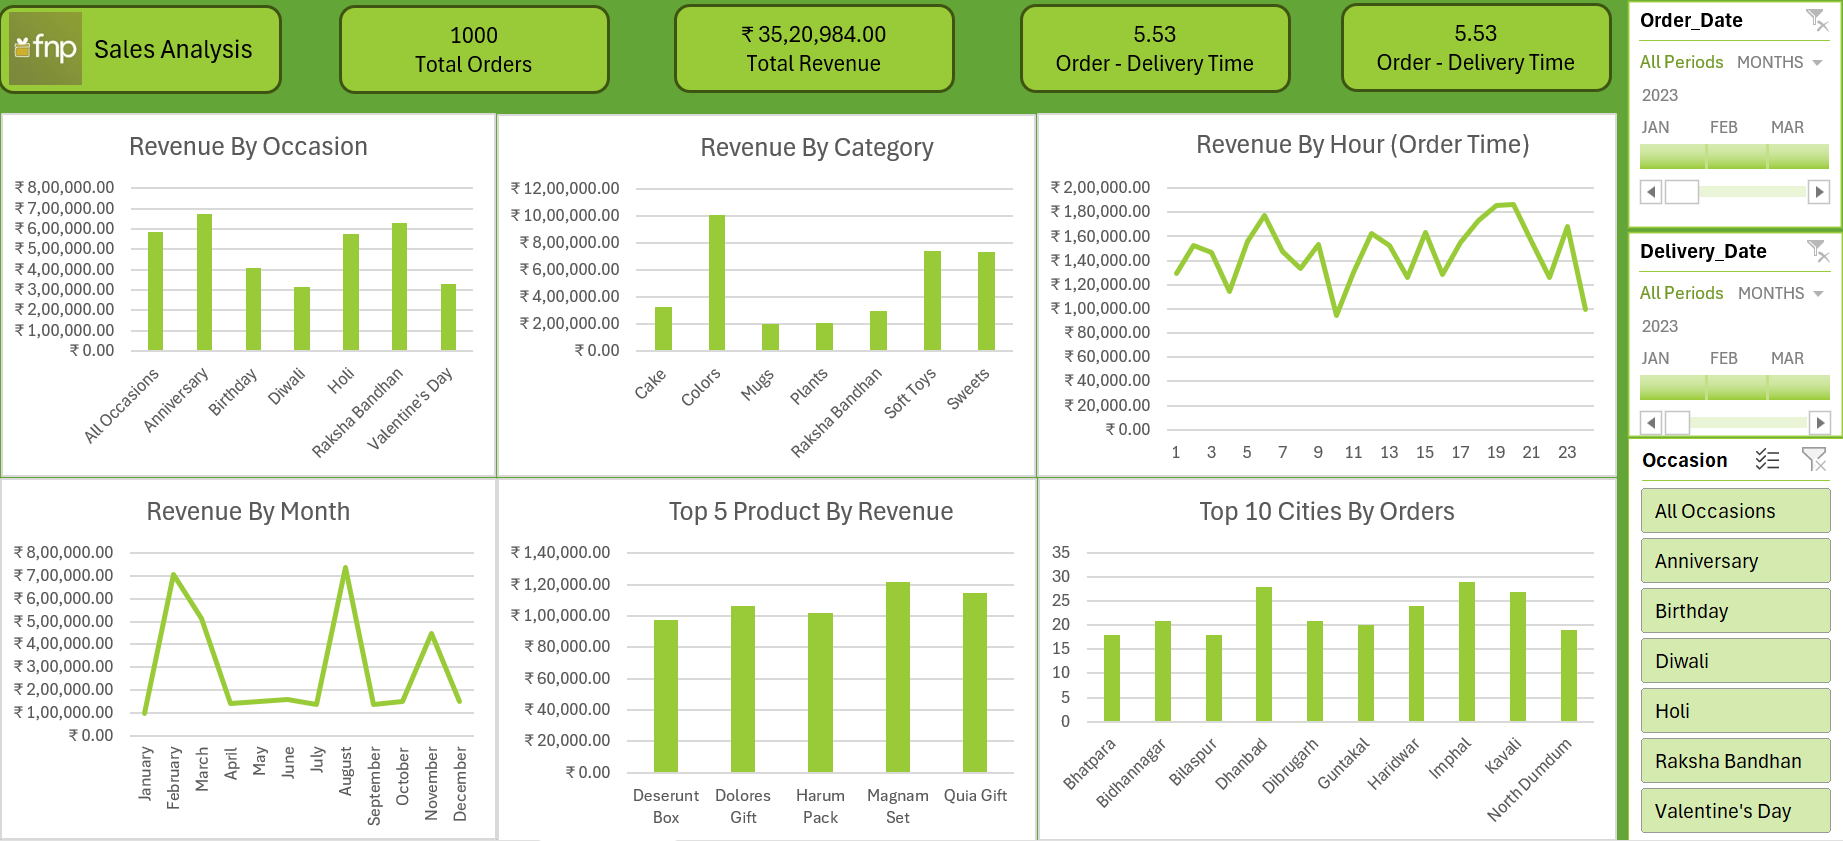 fnp
Sales Analysis
1000
Total Orders
₹ 35,20,984.00
Total Revenue
5.53
Order - Delivery Time
5.53
Order - Delivery Time
Revenue By Occasion
₹ 8,00,000.00
₹ 7,00,000.00
₹ 6,00,000.00
₹ 5,00,000.00
₹ 4,00,000.00
₹ 3,00,000.00
₹ 2,00,000.00
₹ 1,00,000.00
₹ 0.00
All Occasions
Anniversary
Birthday
Diwali
Holi
Raksha Bandhan
Valentine's Day
Revenue By Category
₹ 12,00,000.00
₹ 10,00,000.00
₹ 8,00,000.00
₹ 6,00,000.00
₹ 4,00,000.00
₹ 2,00,000.00
₹ 0.00
Cake
Colors
Mugs
Plants
Raksha Bandhan
Soft Toys
Sweets
Revenue By Hour (Order Time)
₹ 2,00,000.00
₹ 1,80,000.00
₹ 1,60,000.00
₹ 1,40,000.00
₹ 1,20,000.00
₹ 1,00,000.00
₹ 80,000.00
₹ 60,000.00
₹ 40,000.00
₹ 20,000.00
₹ 0.00
1 3 5 7 9 11 13 15 17 19 21 23
Revenue By Month
₹ 8,00,000.00
₹ 7,00,000.00
₹ 6,00,000.00
₹ 5,00,000.00
₹ 4,00,000.00
₹ 3,00,000.00
₹ 2,00,000.00
₹ 1,00,000.00
₹ 0.00
January
February
March
April
May
June
July
August
September
October
November
December
Top 5 Product By Revenue
₹ 1,40,000.00
₹ 1,20,000.00
₹ 1,00,000.00
₹ 80,000.00
₹ 60,000.00
₹ 40,000.00
₹ 20,000.00
₹ 0.00
Deserunt
Box
Dolores
Gift
Harum
Pack
Magnam
Set
Quia Gift
Top 10 Cities By Orders
35
30
25
20
15
10
5
0
Bhatpara
Bidhannagar
Bilaspur
Dhanbad
Dibrugarh
Guntakal
Haridwar
Imphal
Kavali
North Dumdum
Order_Date
All Periods MONTHS
2023
JAN FEB MAR
Delivery_Date
All Periods MONTHS
2023
JAN FEB MAR
Occasion
All Occasions
Anniversary
Birthday
Diwali
Holi
Raksha Bandhan
Valentine's Day